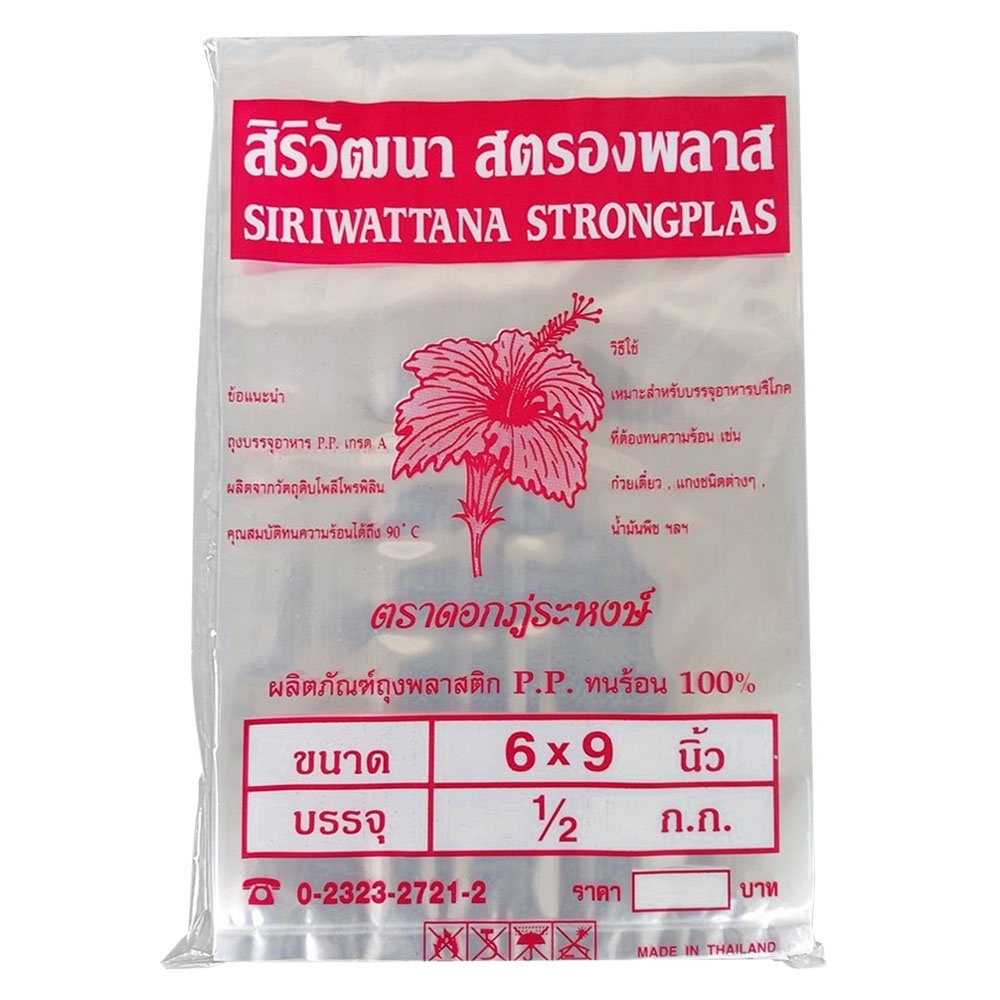 สิริวัฒนา สตรองพลาส
SIRIWATTANA STRONGPLAS
ข้อแนะนำ
ถุงบรรจุอาหาร P.P. เกรด A
ผลิตจากวัตถุดิบโพลีโพรพิลิน
คุณสมบัติทนความร้อนได้ถึง 90° C
วิธีใช้
เหมาะสำหรับบรรจุอาหารบริโภค
ที่ต้องทนความร้อน เช่น
ก๋วยเตี๋ยว , แกงชนิดต่างๆ ,
น้ำมันพืช ฯลฯ
ตราดอกภู่ระหงษ์
ผลิตภัณฑ์ถุงพลาสติก P.P. ทนร้อน 100%
ขนาด 6 x 9 นิ้ว
บรรจุ 1/2 ก.ก.
☎ 0-2323-2721-2 ราคา บาท
MADE IN THAILAND